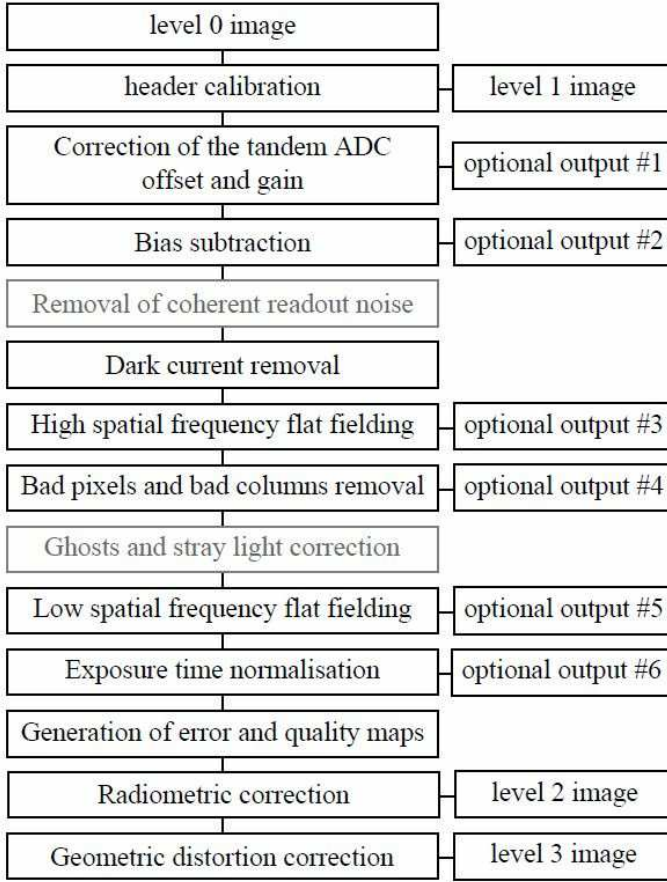 level 0 image
header calibration
level 1 image
Correction of the tandem ADC
offset and gain
optional output #1
Bias subtraction
optional output #2
Removal of coherent readout noise
Dark current removal
High spatial frequency flat fielding
optional output #3
Bad pixels and bad columns removal
optional output #4
Ghosts and stray light correction
Low spatial frequency flat fielding
optional output #5
Exposure time normalisation
optional output #6
Generation of error and quality maps
Radiometric correction
level 2 image
Geometric distortion correction
level 3 image